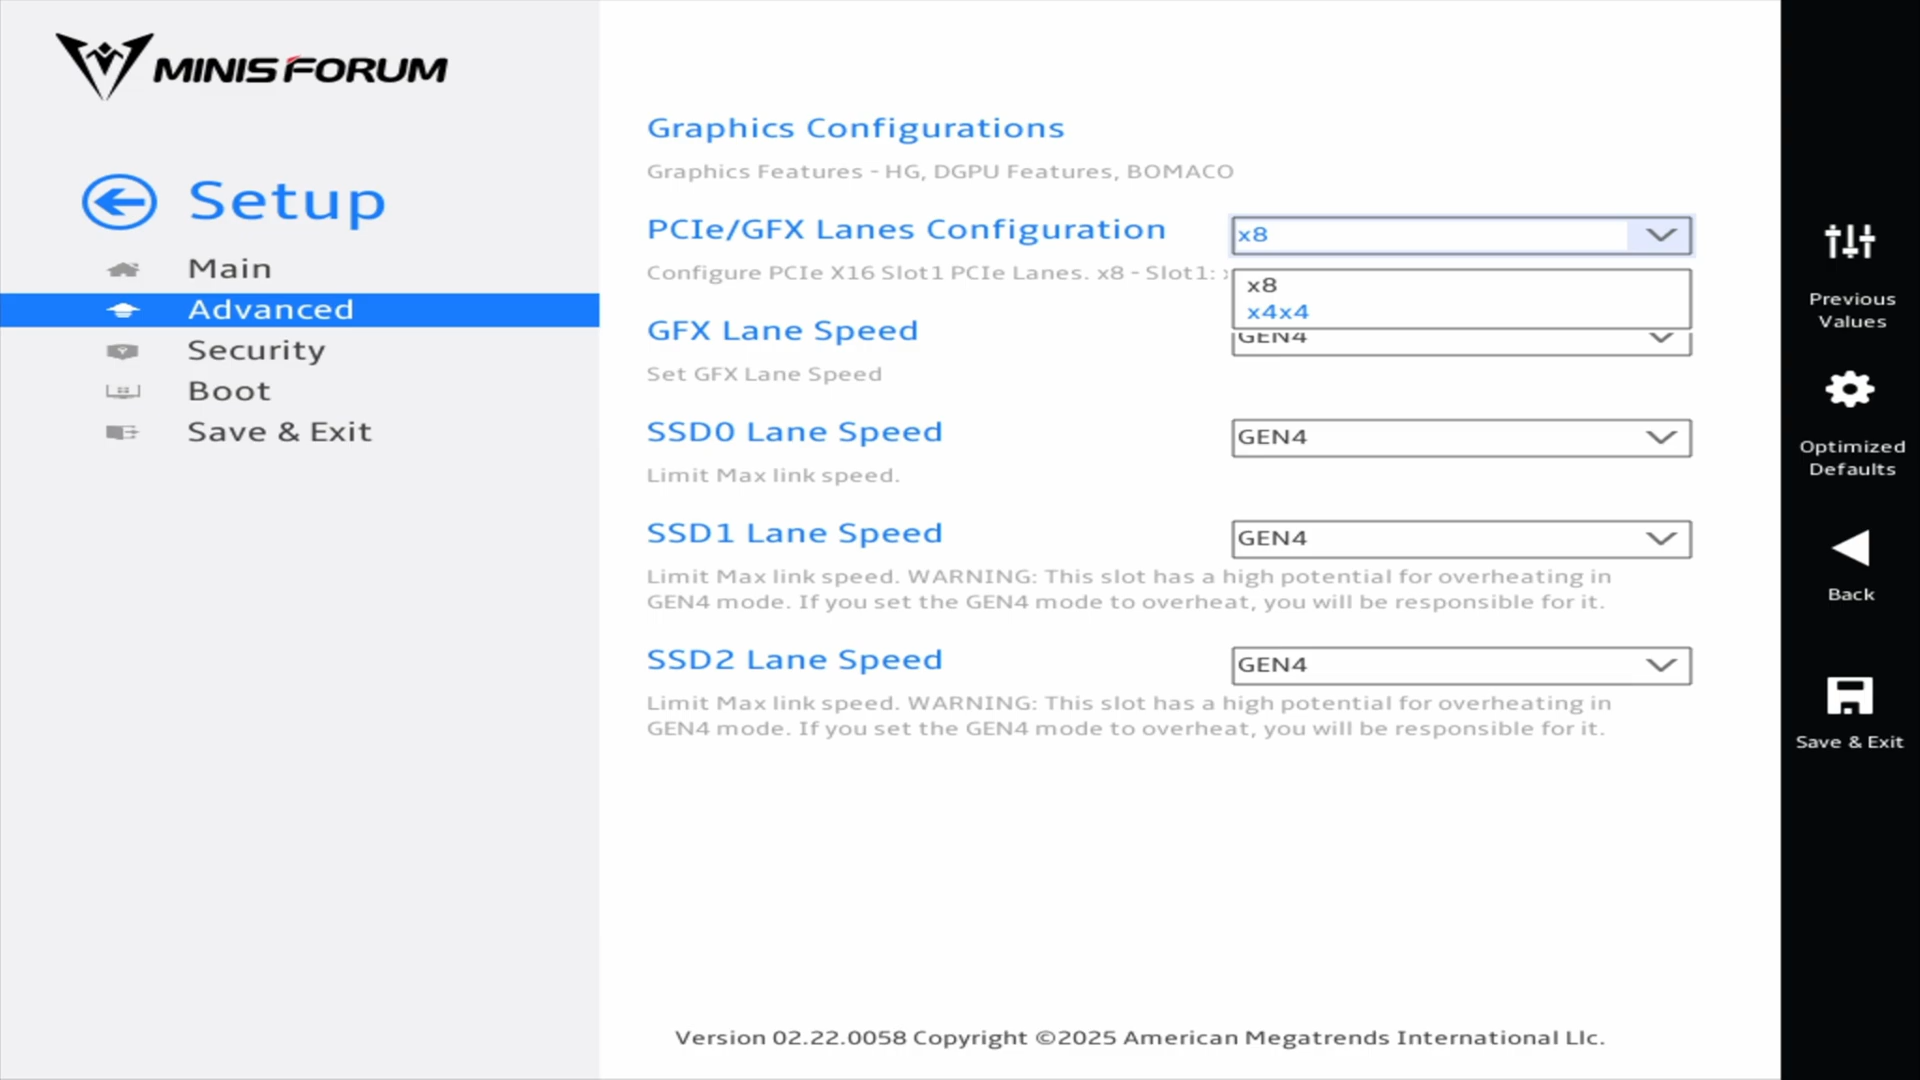 MINISFORUM
Setup
Main
Advanced
Security
Boot
Save & Exit
Graphics Configurations
Graphics Features - HG, DGPU Features, BOMACO
PCIe/GFX Lanes Configuration
x8
Configure PCIe X16 Slot1 PCIe Lanes. x8 - Slot1:
x8
x4x4
GFX Lane Speed
GEN4
Set GFX Lane Speed
SSD0 Lane Speed
GEN4
Limit Max link speed.
SSD1 Lane Speed
GEN4
Limit Max link speed. WARNING: This slot has a high potential for overheating in
GEN4 mode. If you set the GEN4 mode to overheat, you will be responsible for it.
SSD2 Lane Speed
GEN4
Limit Max link speed. WARNING: This slot has a high potential for overheating in
GEN4 mode. If you set the GEN4 mode to overheat, you will be responsible for it.
Version 02.22.0058 Copyright ©2025 American Megatrends International Llc.
Previous
Values
Optimized
Defaults
Back
Save & Exit